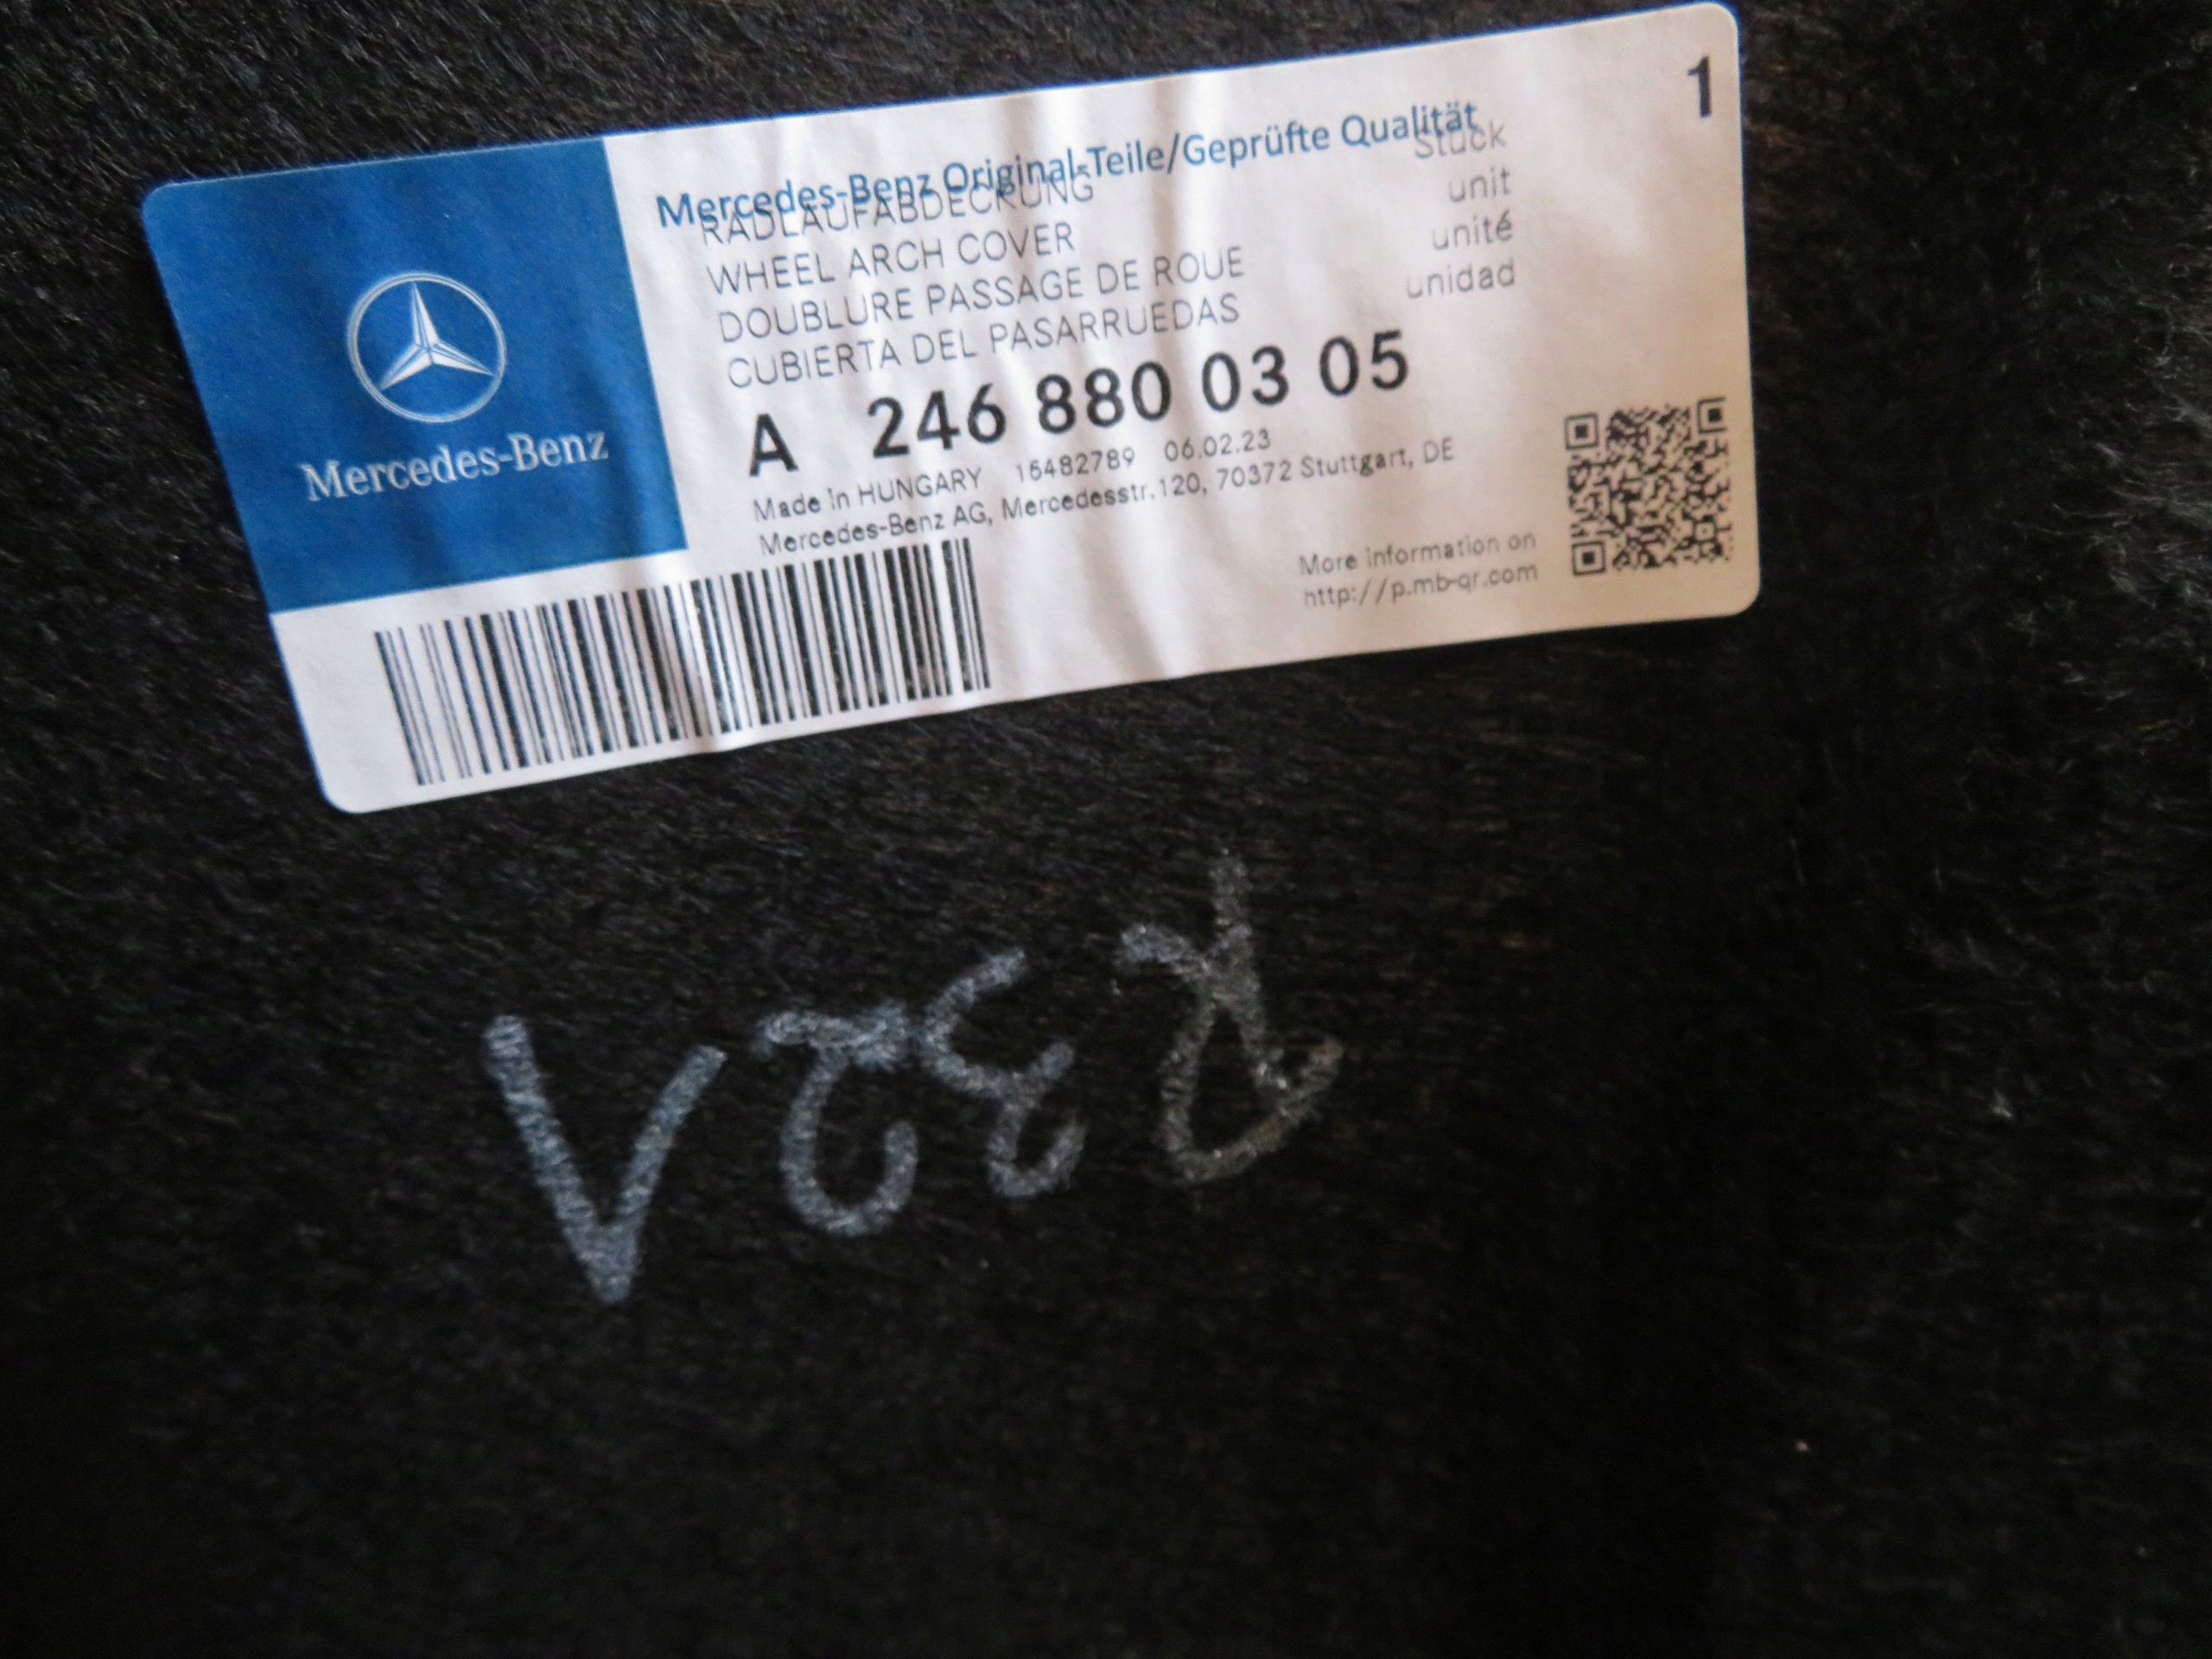 1
Mercedes-Benz Original-Teile/Geprüfte Qualität
RADLAUFABDECKUNG Stück
WHEEL ARCH COVER unit
DOUBLURE PASSAGE DE ROUE unité
CUBIERTA DEL PASARRUEDAS unidad
A 246 880 03 05
Made in HUNGARY 16482789 06.02.23
Mercedes-Benz AG, Mercedesstr.120, 70372 Stuttgart, DE
Mercedes-Benz
More information on
http://p.mb-qr.com